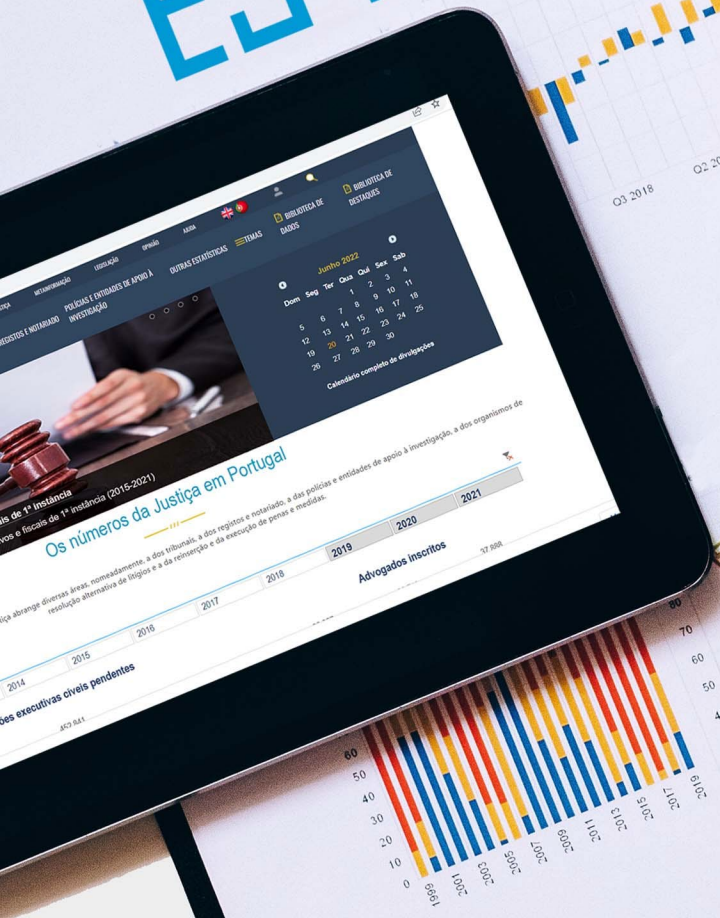 Q3 2018
JUSTIÇA
METAINFORMAÇÃO
LEGISLAÇÃO
OPINIÃO
AJUDA
REGISTOS E NOTARIADO
POLÍCIAS E ENTIDADES DE APOIO À
INVESTIGAÇÃO
OUTRAS ESTATÍSTICAS
TEMAS
BIBLIOTECA DE
DADOS
BIBLIOTECA DE
DESTAQUES
Junho 2022
Dom Seg Ter Qua Qui Sex Sab
1 2 3 4
5 6 7 8 9 10 11
12 13 14 15 16 17 18
19 20 21 22 23 24 25
26 27 28 29 30
Calendário completo de divulgações
is de 1ª instância
vos e fiscais de 1ª instância (2015-2021)
Os números da Justiça em Portugal
iça abrange diversas áreas, nomeadamente, a dos tribunais, a dos registos e notariado, a das polícias e entidades de apoio à investigação, a dos organismos de
resolução alternativa de litígios e a da reinserção e da execução de penas e medidas.
2014 2015 2016 2017 2018 2019 2020 2021
ões executivas cíveis pendentes
Advogados inscritos
80
70
60
50
60
50
40
30
20
10
0
1999 2001 2003 2005 2007 2009 2011 2013 2015 2017 2019